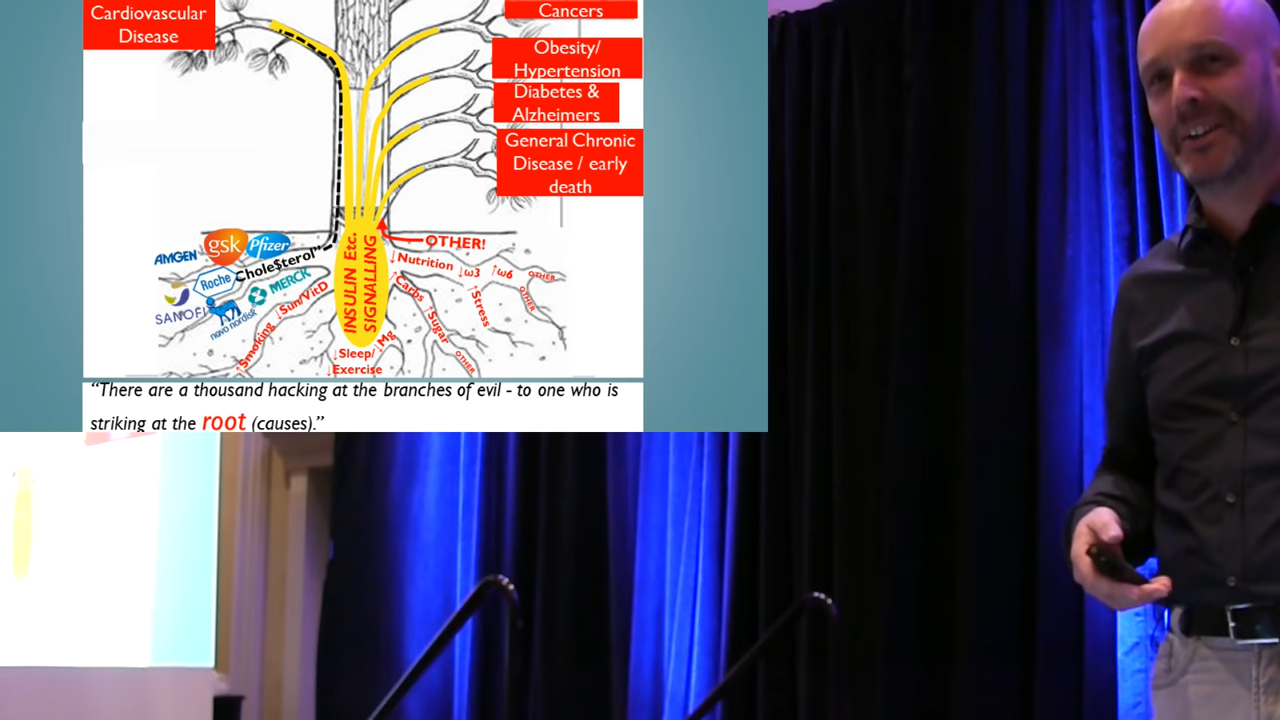 Cardiovascular
Disease
Cancers
Obesity/
Hypertension
Diabetes &
Alzheimers
General Chronic
Disease / early
death
OTHER!
AMGEN
gsk
Pfizer
Chole$terol"
Roche
MERCK
SANOFI
novo nordisk
INSULIN Etc.
SIGNALLING
↓Nutrition
↓ω3
↑ω6
OTHER
OTHER
↑Carbs
↑Stress
↑Sugar
OTHER
↓Sun/VitD
↑Smoking
↓Mg
↓Sleep/
↓Exercise
“There are a thousand hacking at the branches of evil - to one who is
striking at the root (causes).”